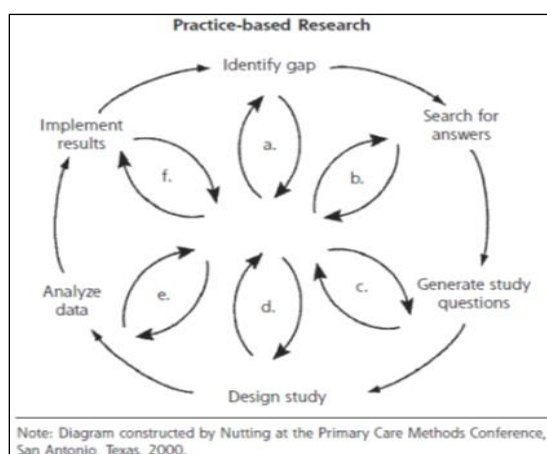 Practice-based Research
Identify gap
Search for
answers
Implement
results
a.
b.
f.
c.
e.
d.
Generate study
questions
Analyze
data
Design study
Note: Diagram constructed by Nutting at the Primary Care Methods Conference,
San Antonio, Texas, 2000.